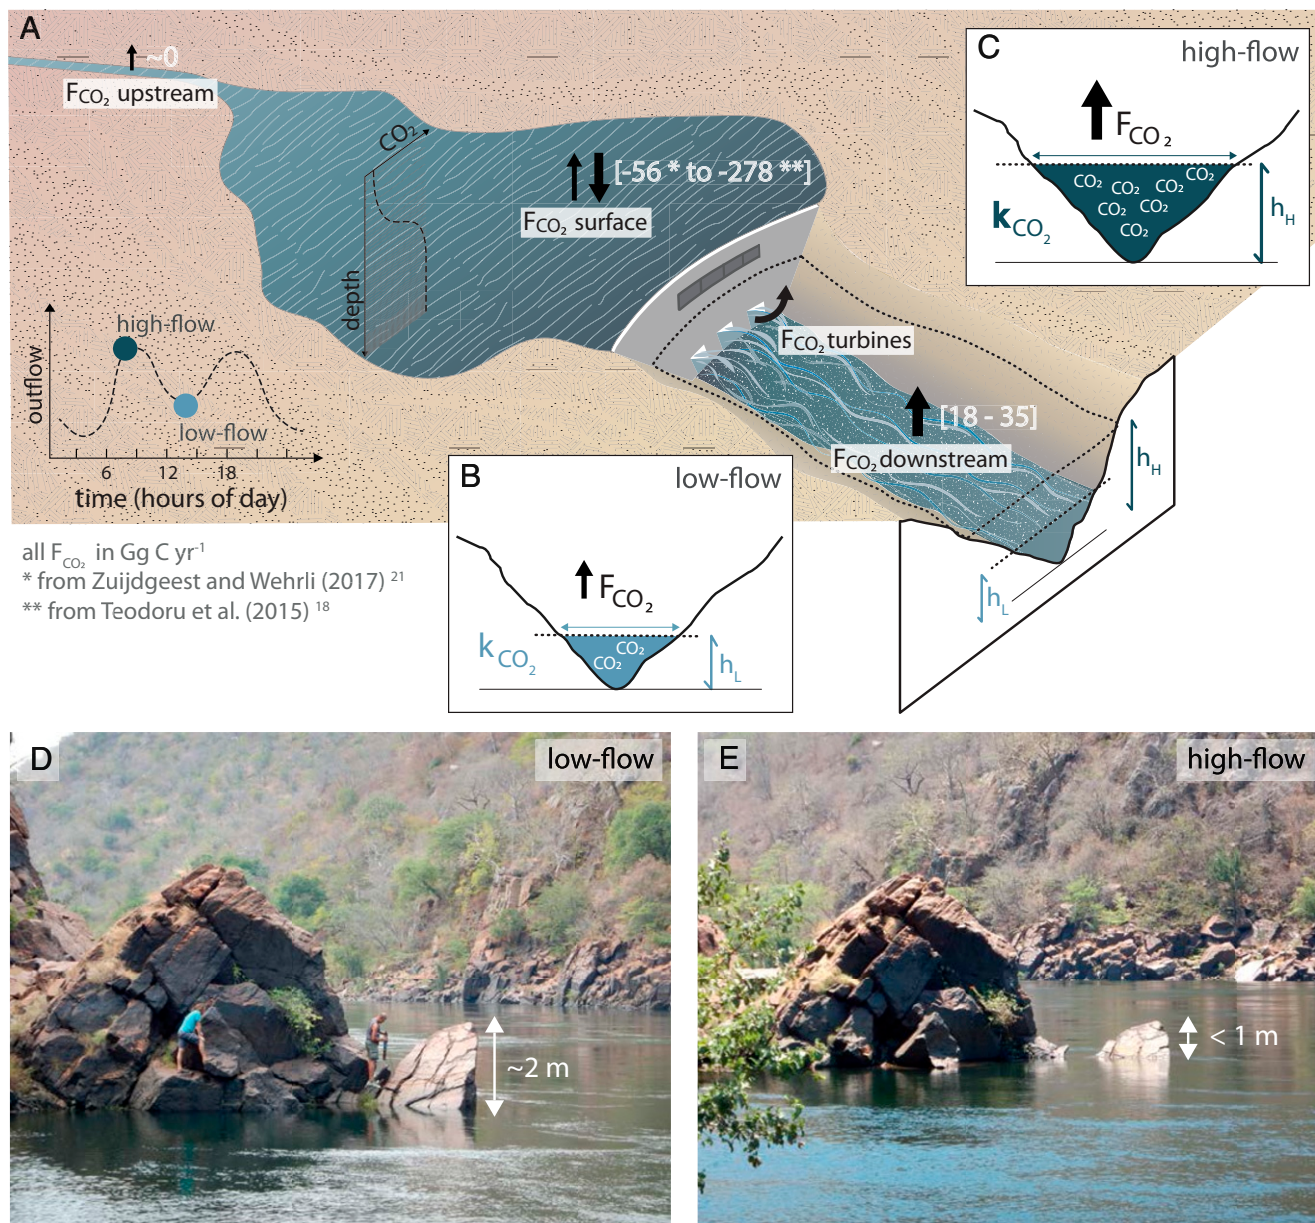 A
~0
FCO₂ upstream
CO₂
depth
[-56 * to -278 **]
FCO₂ surface
FCO₂ turbines
[18 - 35]
FCO₂ downstream
hH
hL
outflow
high-flow
low-flow
6 12 18
time (hours of day)
all FCO₂ in Gg C yr⁻¹
* from Zuijdgeest and Wehrli (2017) ²¹
** from Teodoru et al. (2015) ¹⁸
B
low-flow
FCO₂
kCO₂
CO₂
CO₂
hL
C
high-flow
FCO₂
kCO₂
CO₂
CO₂
CO₂
CO₂
CO₂
CO₂
CO₂
hH
D
low-flow
~2 m
E
high-flow
< 1 m